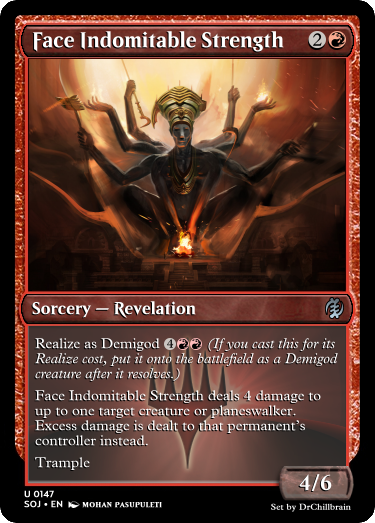 Face Indomitable Strength 2
Sorcery — Revelation
Realize as Demigod 4 (If you cast this for its
Realize cost, put it onto the battlefield as a Demigod
creature after it resolves.)
Face Indomitable Strength deals 4 damage to
up to one target creature or planeswalker.
Excess damage is dealt to that permanent's
controller instead.
Trample
4/6
U 0147
SOJ • EN MOHAN PASUPULETI
Set by DrChillbrain